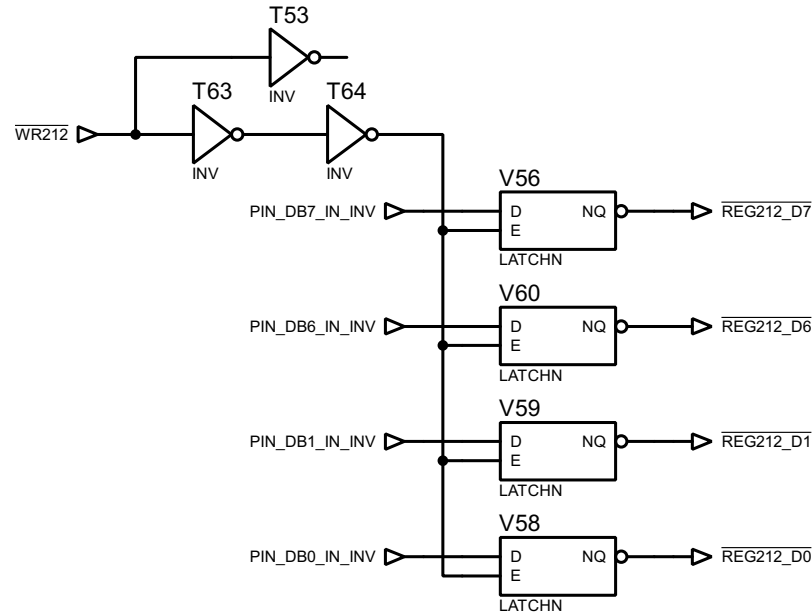 T53
INV
T63
T64
WR212
INV
INV
V56
PIN_DB7_IN_INV
D
NQ
REG212_D7
E
LATCHN
V60
PIN_DB6_IN_INV
D
NQ
REG212_D6
E
LATCHN
V59
PIN_DB1_IN_INV
D
NQ
REG212_D1
E
LATCHN
V58
PIN_DB0_IN_INV
D
NQ
REG212_D0
E
LATCHN